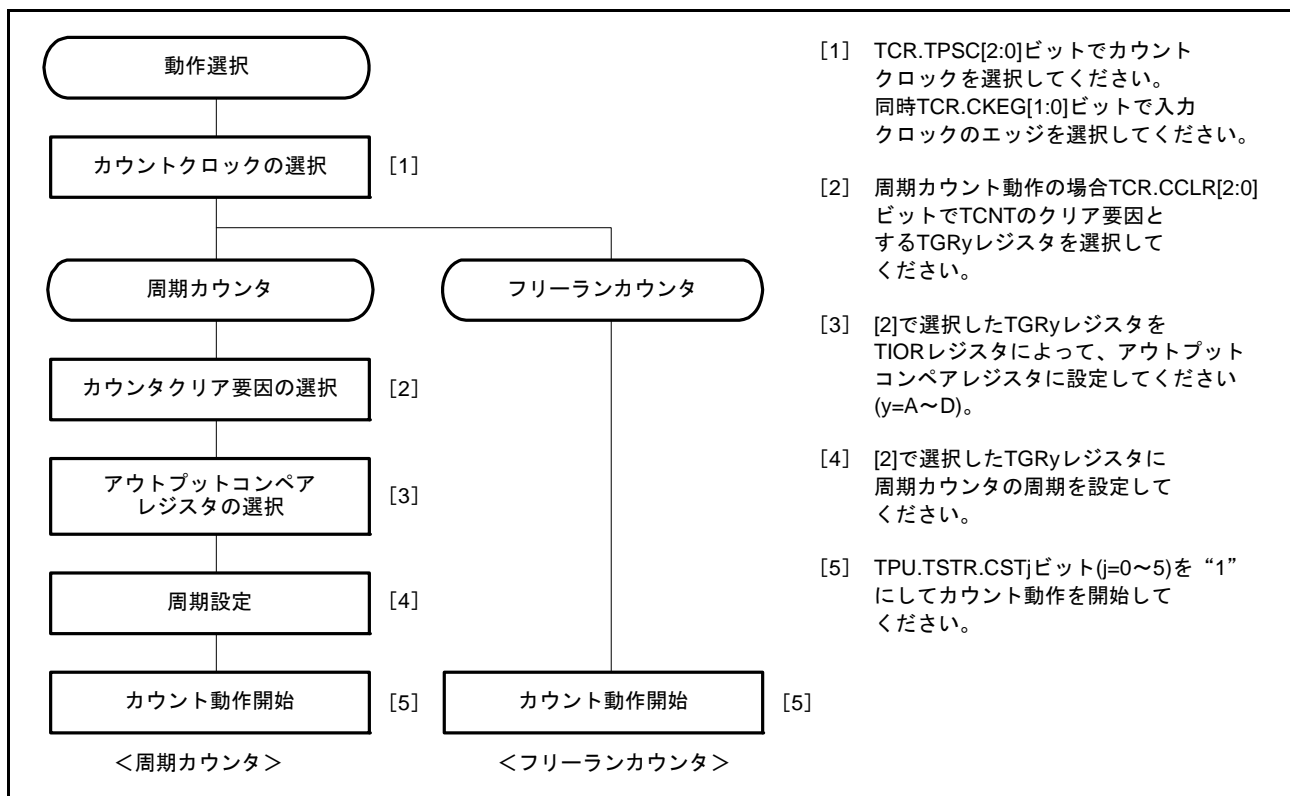 動作選択
カウントクロックの選択 [1]
周期カウンタ
フリーランカウンタ
カウンタクリア要因の選択 [2]
アウトプットコンペア
レジスタの選択 [3]
周期設定 [4]
カウント動作開始 [5]
カウント動作開始 [5]
＜周期カウンタ＞
＜フリーランカウンタ＞
[1] TCR.TPSC[2:0]ビットでカウント
クロックを選択してください。
同時TCR.CKEG[1:0]ビットで入力
クロックのエッジを選択してください。
[2] 周期カウント動作の場合TCR.CCLR[2:0]
ビットでTCNTのクリア要因と
するTGRyレジスタを選択して
ください。
[3] [2]で選択したTGRyレジスタを
TIORレジスタによって、アウトプット
コンペアレジスタに設定してください
(y=A～D)。
[4] [2]で選択したTGRyレジスタに
周期カウンタの周期を設定して
ください。
[5] TPU.TSTR.CSTjビット(j=0～5)を“1”
にしてカウント動作を開始して
ください。